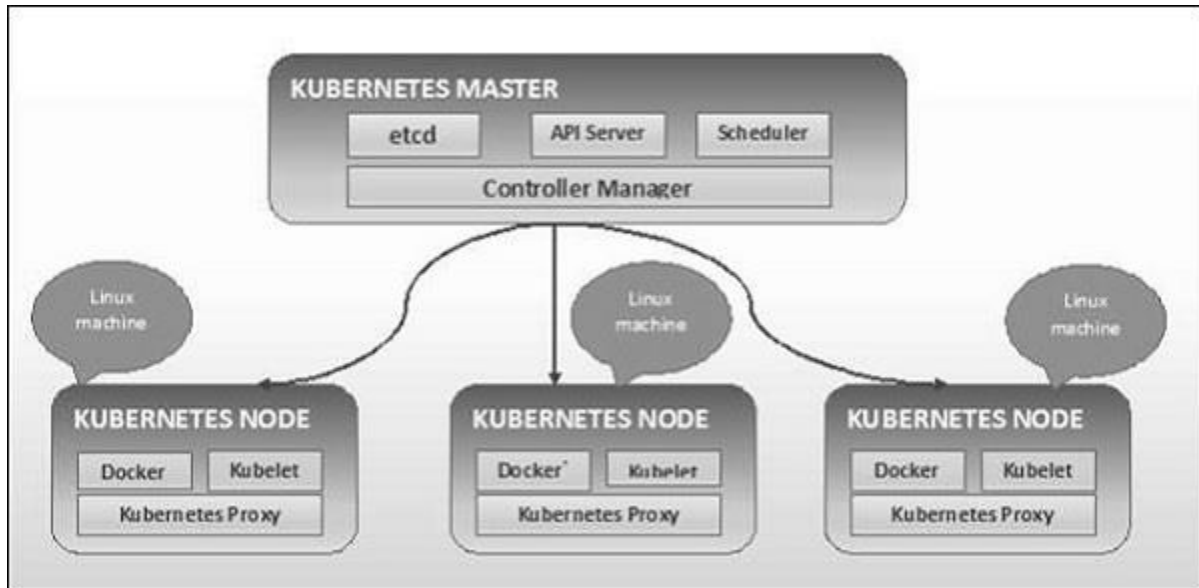 KUBERNETES MASTER
etcd
API Server
Scheduler
Controller Manager
Linux
machine
Linux
machine
Linux
machine
KUBERNETES NODE
Docker
Kubelet
Kubernetes Proxy
KUBERNETES NODE
Docker
Kubelet
Kubernetes Proxy
KUBERNETES NODE
Docker
Kubelet
Kubernetes Proxy